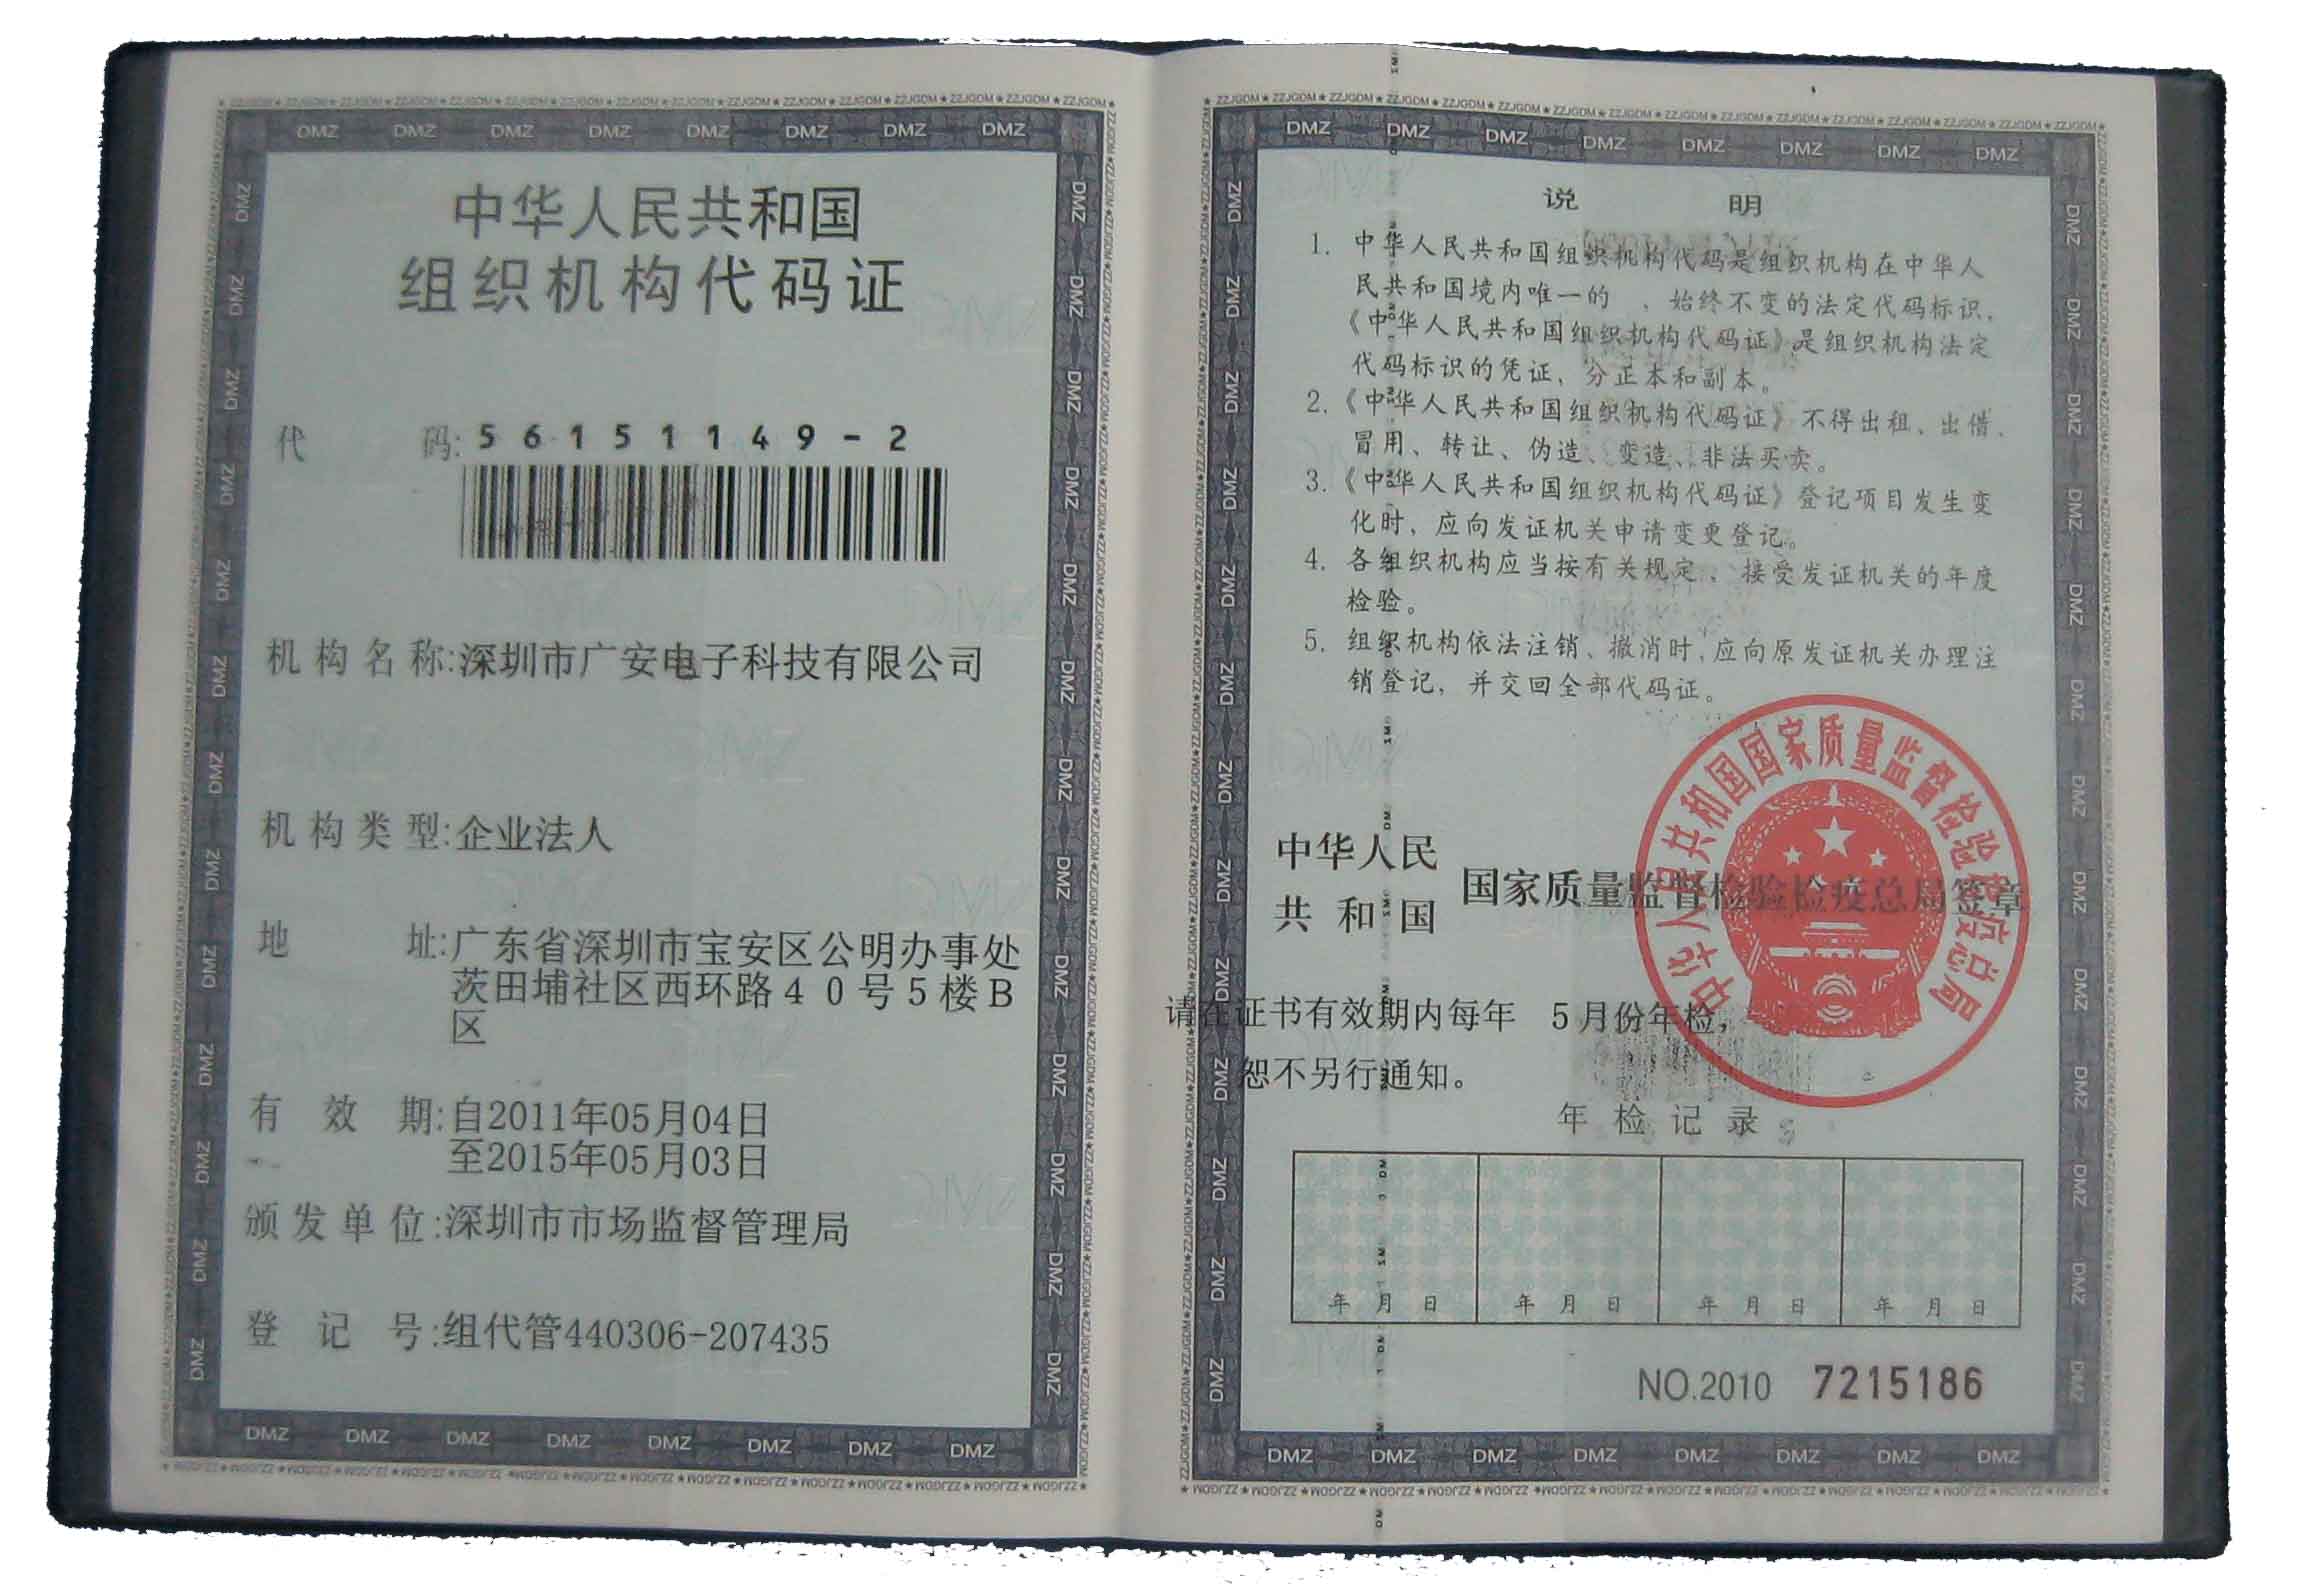 中华人民共和国
组织机构代码证
代 码: 56151149-2
机构名称:深圳市广安电子科技有限公司
机构类型:企业法人
地 址:广东省深圳市宝安区公明办事处
茨田埔社区西环路40号5楼B
区
有 效 期:自2011年05月04日
至2015年05月03日
颁发单位:深圳市市场监督管理局
登 记 号:组代管440306-207435
说 明
1. 中华人民共和国组织机构代码是组织机构在中华人
民共和国境内唯一的 、始终不变的法定代码标识,
《中华人民共和国组织机构代码证》是组织机构法定
代码标识的凭证, 分正本和副本。
2.《中华人民共和国组织机构代码证》不得出租、出借、
冒用、转让、伪造、变造、非法买卖。
3.《中华人民共和国组织机构代码证》登记项目发生变
化时, 应向发证机关申请变更登记。
4. 各组织机构应当按有关规定, 接受发证机关的年度
检验。
5. 组织机构依法注销、撤消时,应向原发证机关办理注
销登记, 并交回全部代码证。
中华人民
共和国 国家质量监督检验检疫总局签章
中华人民共和国国家质量监督检验检疫总局
请在证书有效期内每年 5月份年检,
恕不另行通知。
年检记录
年 月 日 年 月 日 年 月 日 年 月 日
NO.2010 7215186